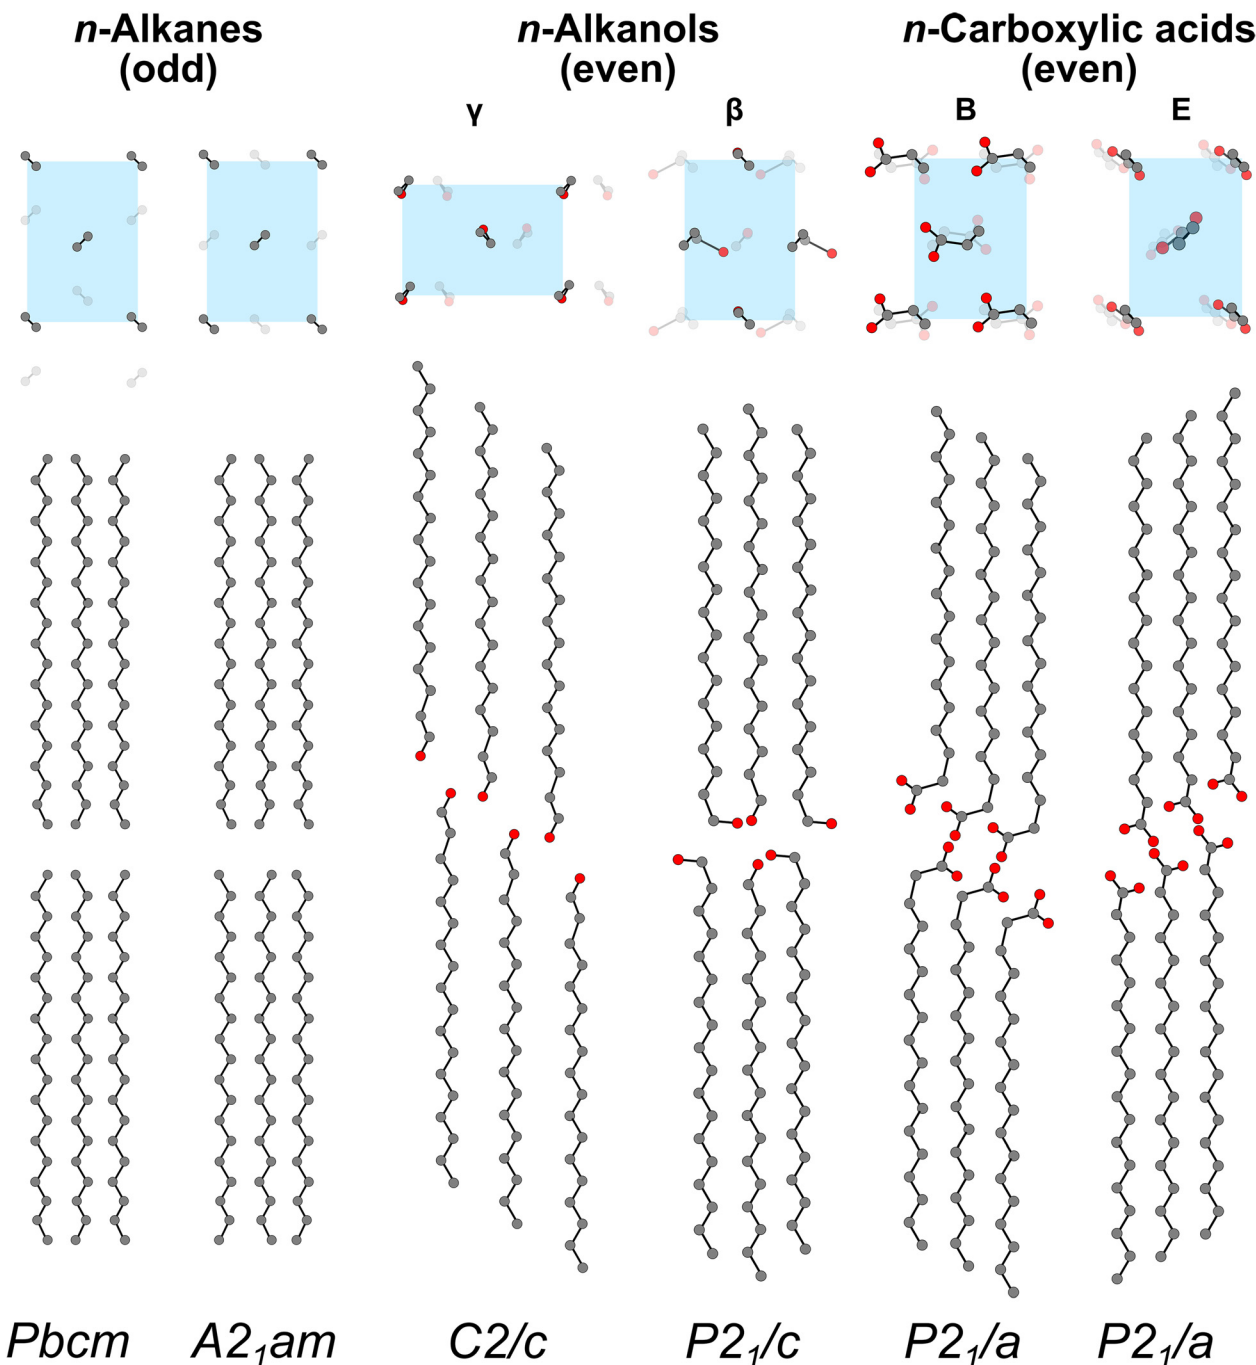 n-Alkanes
(odd)
n-Alkanols
(even)
n-Carboxylic acids
(even)
γ
β
B
E
Pbcm
A2₁am
C2/c
P2₁/c
P2₁/a
P2₁/a